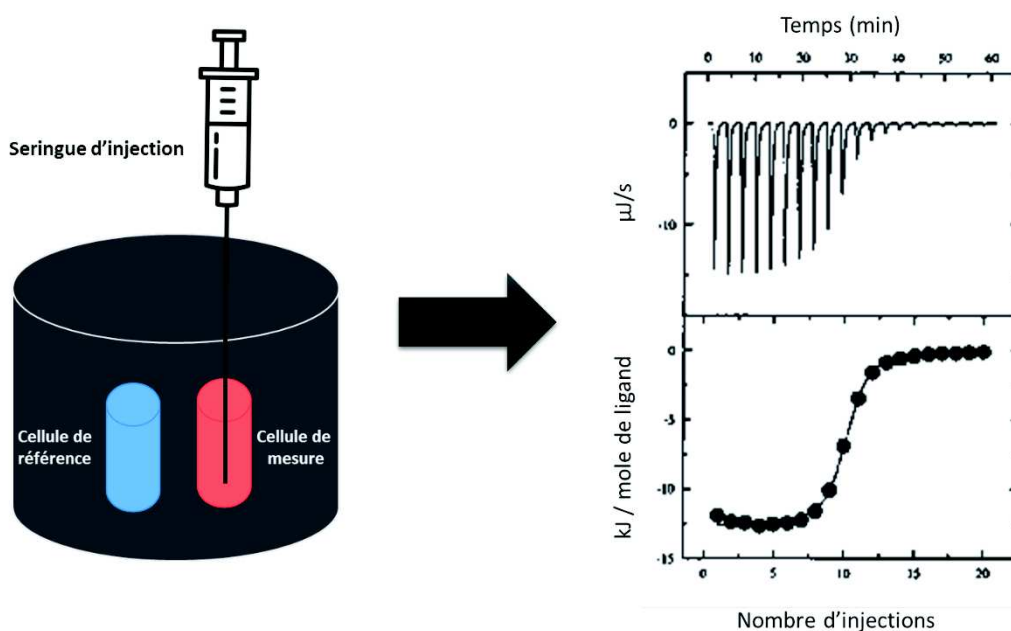 Seringue d'injection
Cellule de
référence
Cellule de
mesure
Temps (min)
0 10 20 30 40 50 60
0
-10
µJ/s
0
-5
-10
-15
kJ / mole de ligand
0 5 10 15 20
Nombre d'injections